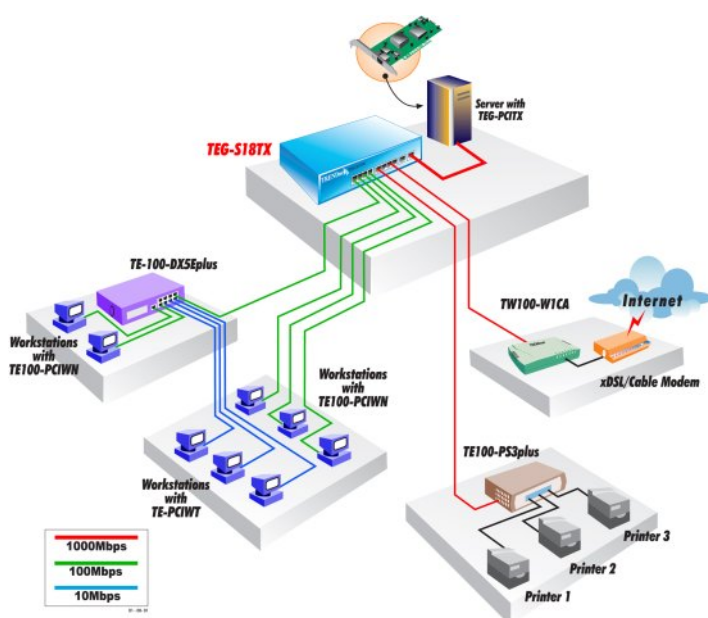 Server with
TEG-PCITX
TEG-S18TX
TRENDnet
TE-100-DX5Eplus
Workstations
with
TE100-PCIWN
TW100-W1CA
Internet
xDSL/Cable Modem
Workstations
with
TE100-PCIWN
Workstations
with
TE-PCIWT
TE100-PS3plus
Printer 3
Printer 2
Printer 1
1000Mbps
100Mbps
10Mbps